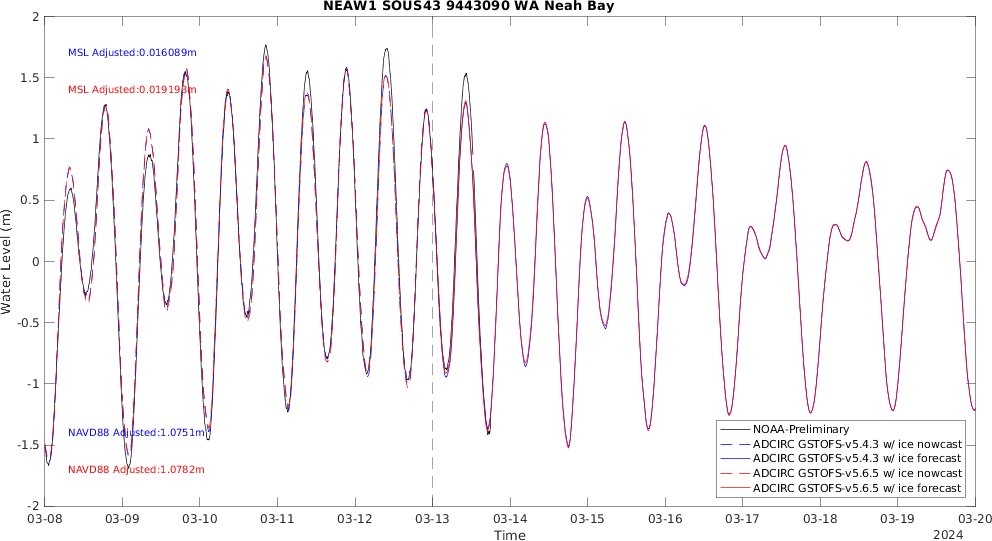 NEAW1 SOUS43 9443090 WA Neah Bay
2
1.5
1
0.5
0
-0.5
-1
-1.5
-2
Water Level (m)
MSL Adjusted:0.016089m
MSL Adjusted:0.019193m
NAVD88 Adjusted:1.0751m
NAVD88 Adjusted:1.0782m
NOAA-Preliminary
ADCIRC GSTOFS-v5.4.3 w/ ice nowcast
ADCIRC GSTOFS-v5.4.3 w/ ice forecast
ADCIRC GSTOFS-v5.6.5 w/ ice nowcast
ADCIRC GSTOFS-v5.6.5 w/ ice forecast
03-08 03-09 03-10 03-11 03-12 03-13 03-14 03-15 03-16 03-17 03-18 03-19 03-20
Time
2024